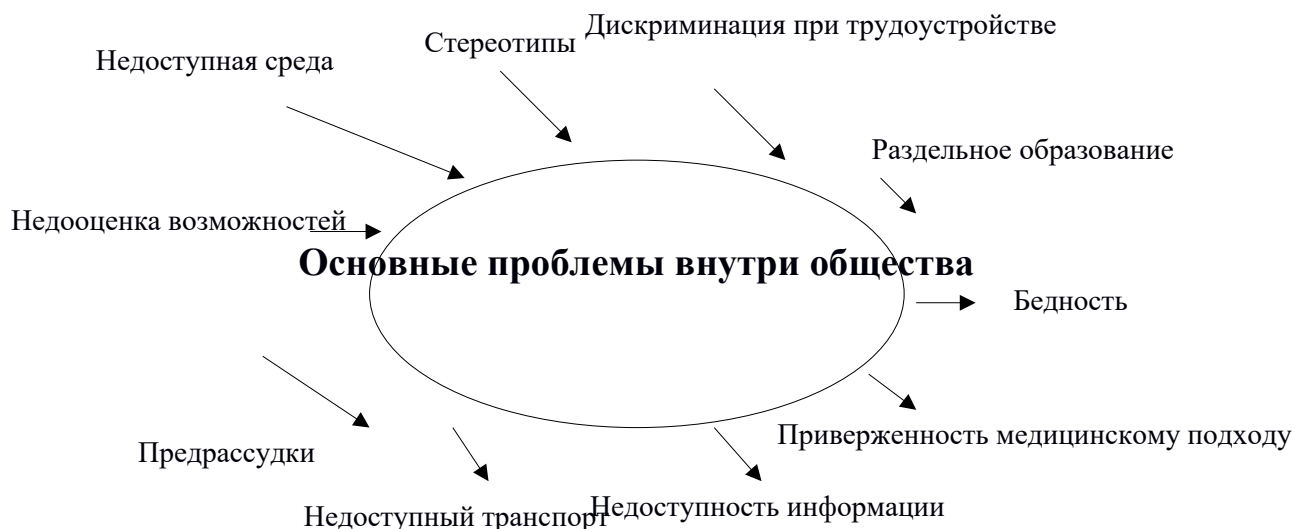 Дискриминация при трудоустройстве
Стереотипы
Недоступная среда
Раздельное образование
Недооценка возможностей
Основные проблемы внутри общества
Бедность
Приверженность медицинскому подходу
Предрассудки
Недоступность информации
Недоступный транспорт